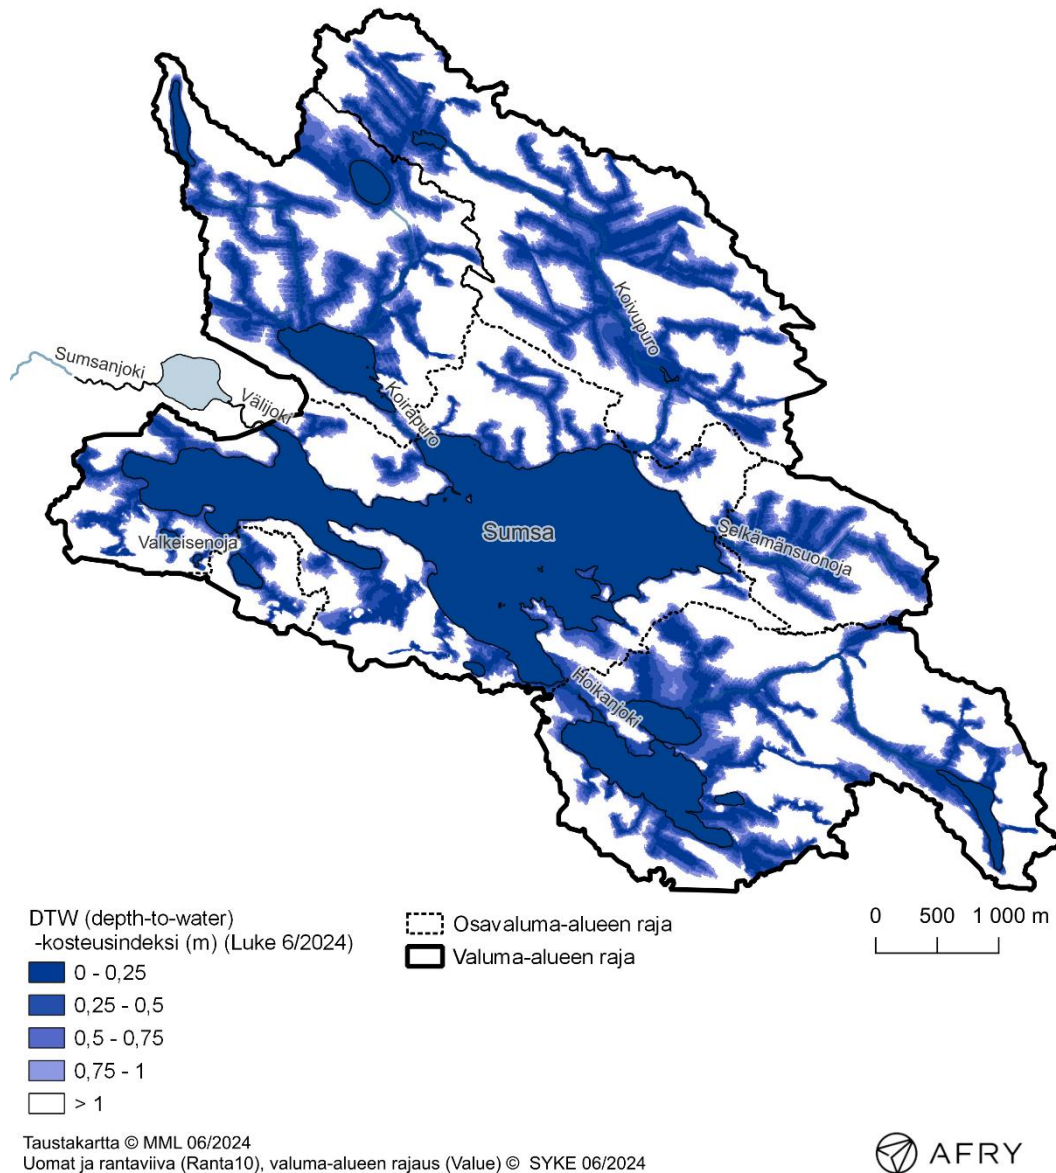 Koivupuro
Sumsanjoki
Välijoki
Koirapuro
Sumsa
Selkämänsuonoja
Valkeisenoja
Hoikanjoki
DTW (depth-to-water)
-kosteusindeksi (m) (Luke 6/2024)
0 - 0,25
0,25 - 0,5
0,5 - 0,75
0,75 - 1
> 1
Osavaluma-alueen raja
Valuma-alueen raja
0 500 1 000 m
Taustakartta © MML 06/2024
Uomat ja rantaviiva (Ranta10), valuma-alueen rajaus (Value) © SYKE 06/2024
AFRY